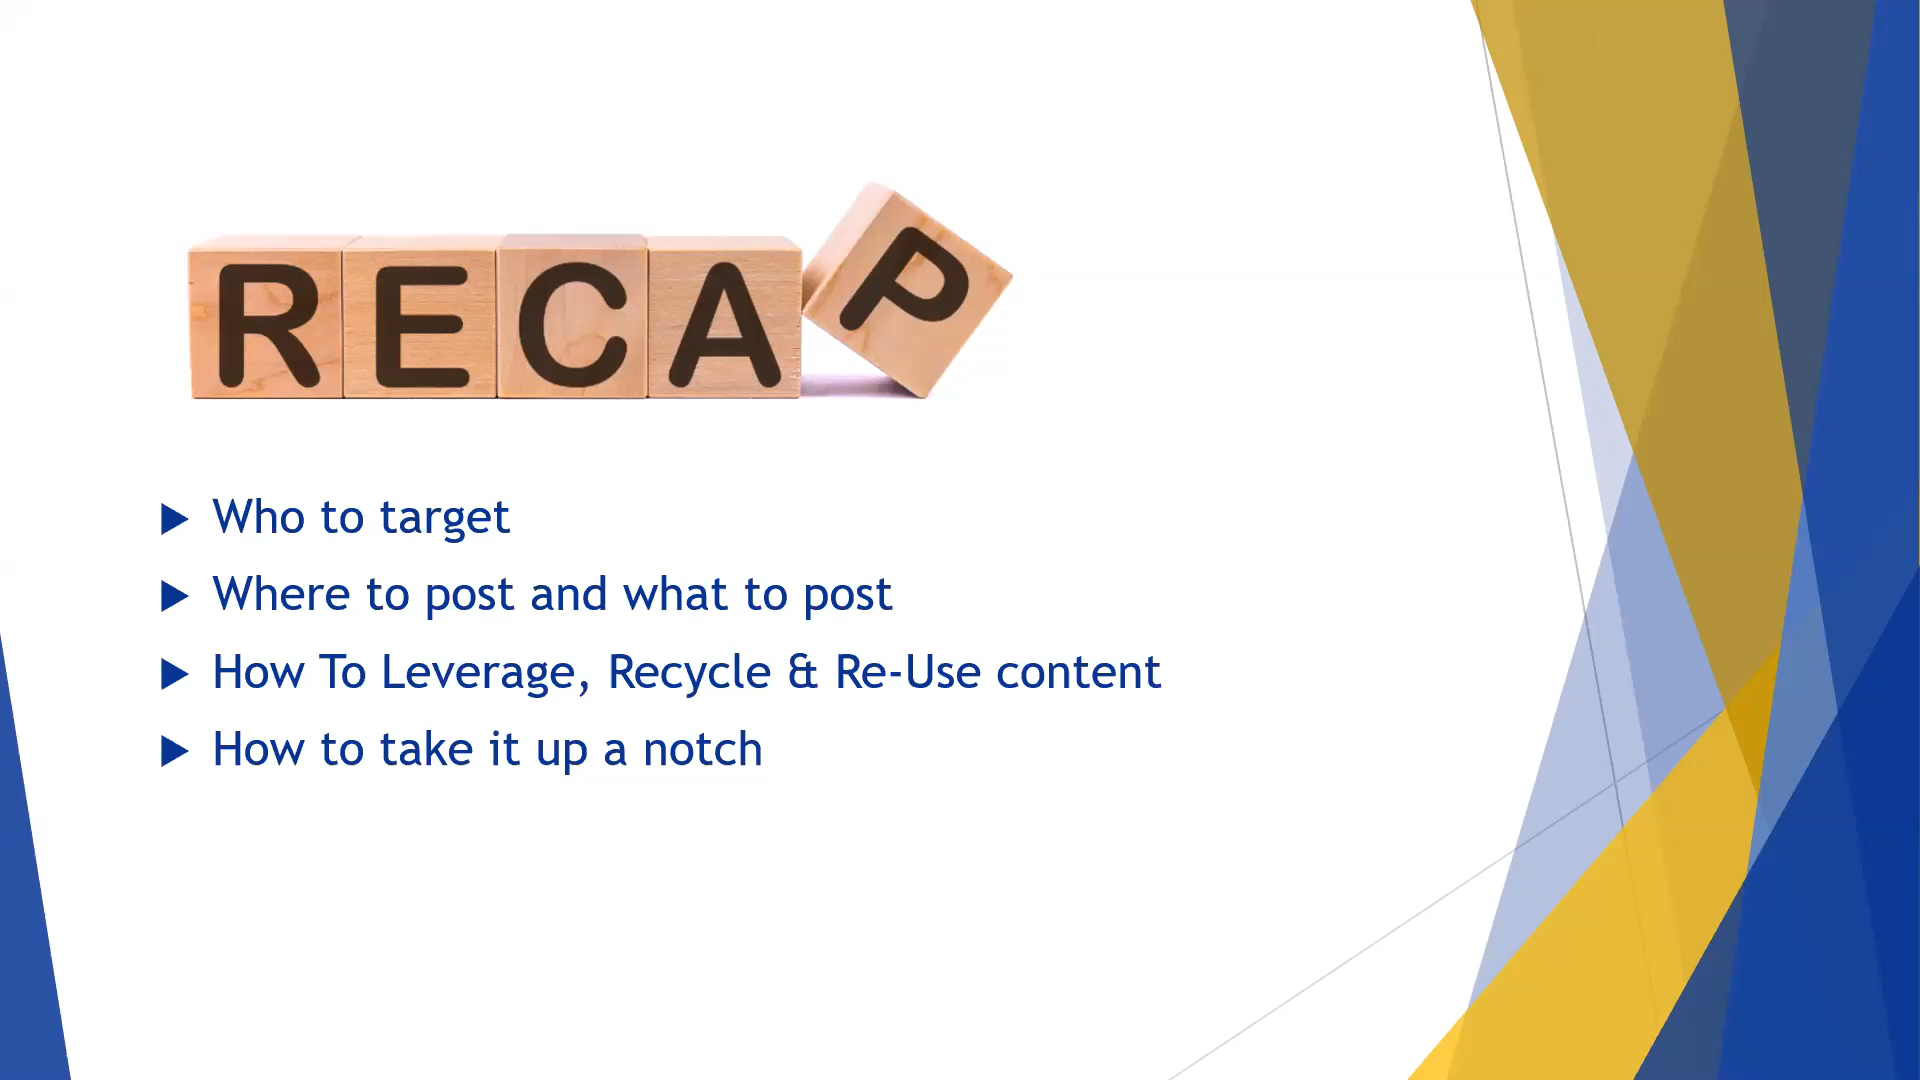 RECAP
Who to target
Where to post and what to post
How To Leverage, Recycle & Re-Use content
How to take it up a notch